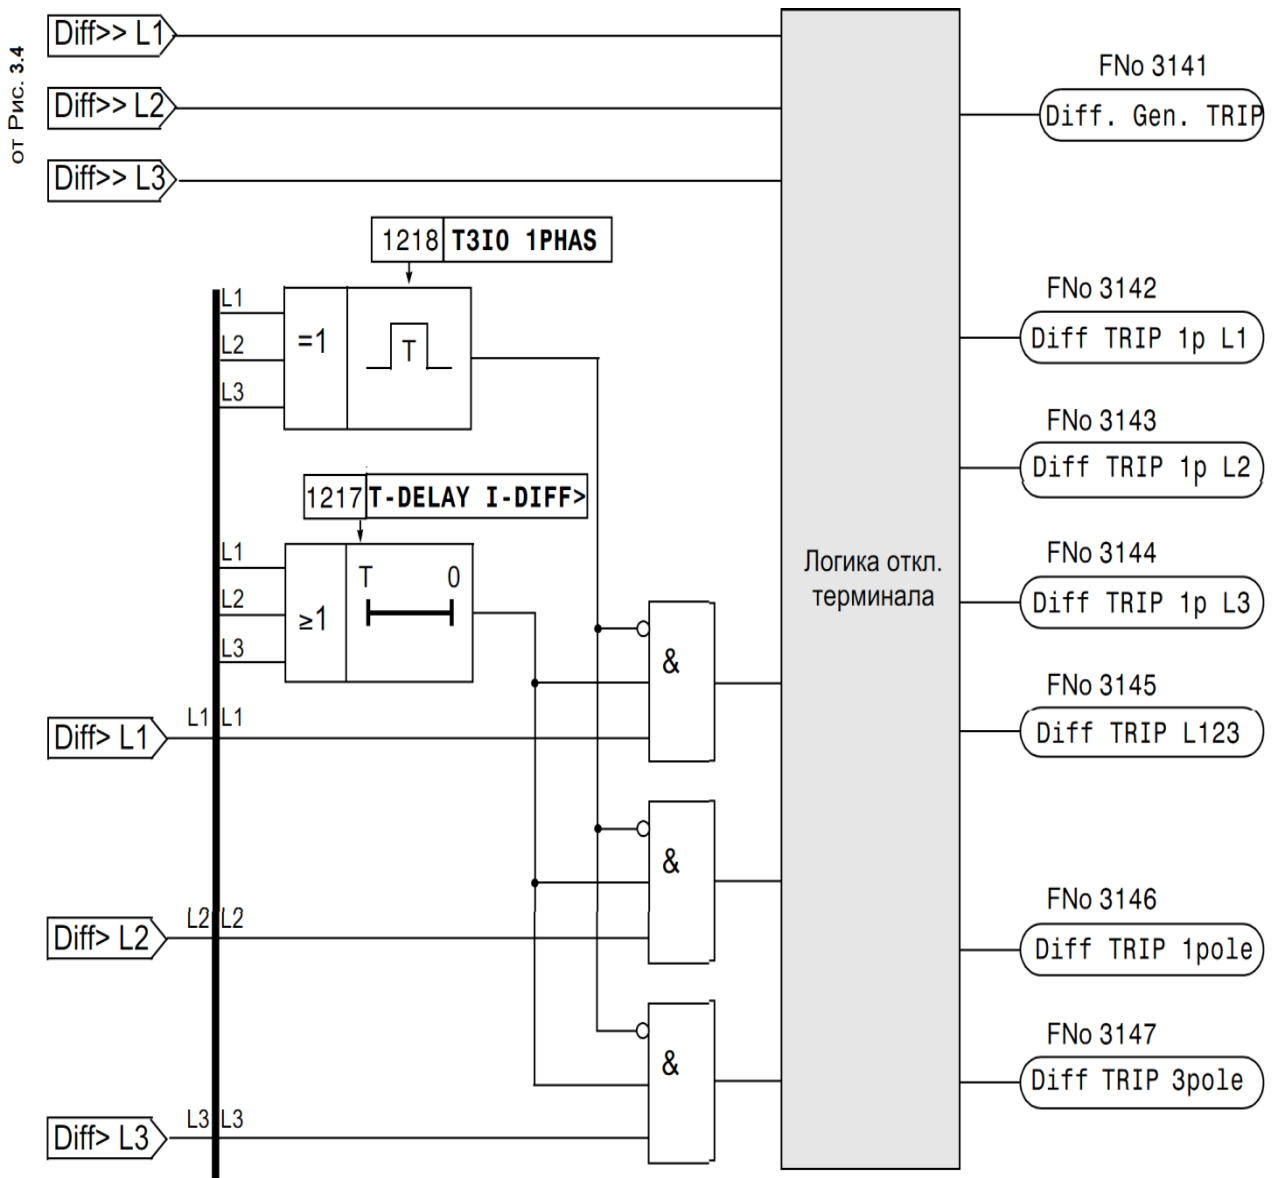 от Рис. 3.4
Diff>> L1
Diff>> L2
Diff>> L3
1218 T3I0 1PHAS
L1
L2
L3
=1
T
1217 T-DELAY I-DIFF>
L1
L2
L3
≥1
T 0
&
Diff> L1
L1 L1
&
Diff> L2
L2 L2
&
Diff> L3
L3 L3
Логика откл.
терминала
FNo 3141
Diff. Gen. TRIP
FNo 3142
Diff TRIP 1p L1
FNo 3143
Diff TRIP 1p L2
FNo 3144
Diff TRIP 1p L3
FNo 3145
Diff TRIP L123
FNo 3146
Diff TRIP 1pole
FNo 3147
Diff TRIP 3pole